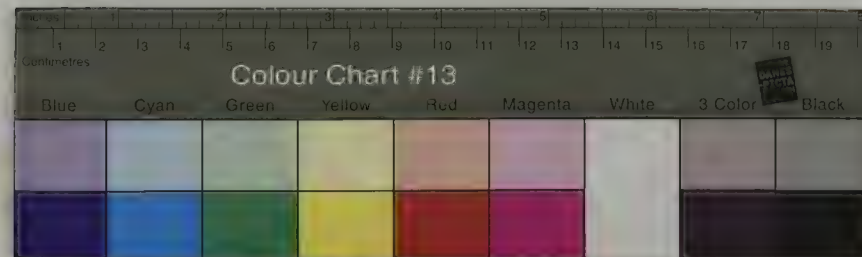 Inches 1 2 3 4 5 6 7
1 2 3 4 5 6 7 8 9 10 11 12 13 14 15 16 17 18 19
Centimetres
Colour Chart #13
DANES PICTA
Blue Cyan Green Yellow Red Magenta White 3 Color Black